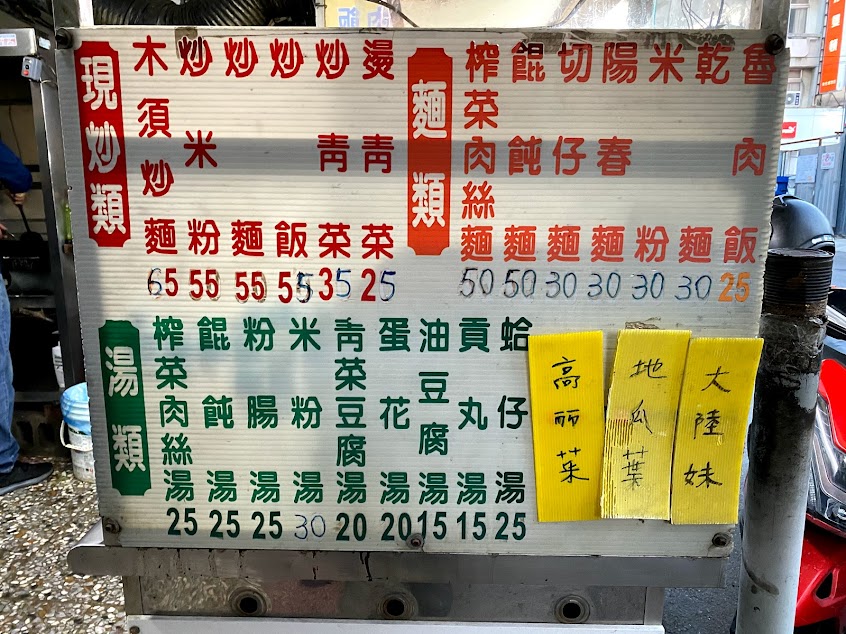 現炒類
木須炒麵 65
炒米粉 55
炒麵 55
炒飯 55
炒青菜 35
燙青菜 25
麵類
榨菜肉絲麵 50
餛飩麵 50
切仔麵 30
陽春麵 30
米粉 30
乾麵 30
魯肉飯 25
湯類
榨菜肉絲湯 25
餛飩湯 25
粉腸湯 25
米粉湯 30
青菜豆腐湯 20
蛋花湯 20
油豆腐湯 15
貢丸湯 15
蛤仔湯 25
高丽菜
地瓜葉
大陸妹